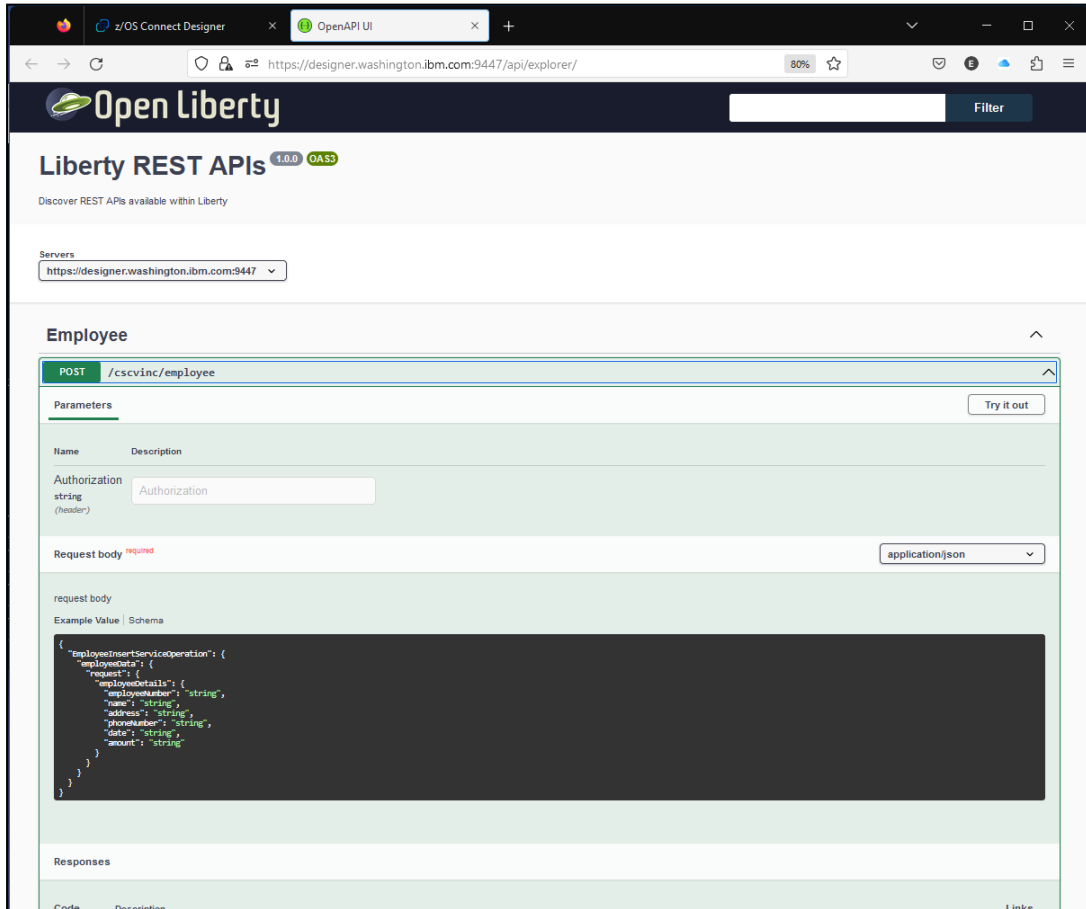 z/OS Connect Designer
OpenAPI UI
https://designer.washington.ibm.com:9447/api/explorer/
80%
E
Open Liberty
Filter
Liberty REST APIs 1.0.0 OAS3
Discover REST APIs available within Liberty
Servers
https://designer.washington.ibm.com:9447
Employee
POST /cscvinc/employee
Parameters
Try it out
Name Description
Authorization
string
(header)
Authorization
Request body required
application/json
request body
Example Value Schema
{
"EmployeeInsertServiceOperation": {
"employeeData": {
"request": {
"employeeDetails": {
"employeeNumber": "string",
"name": "string",
"address": "string",
"phoneNumber": "string",
"date": "string",
"amount": "string"
}
}
}
}
}
Responses
Code Description Links